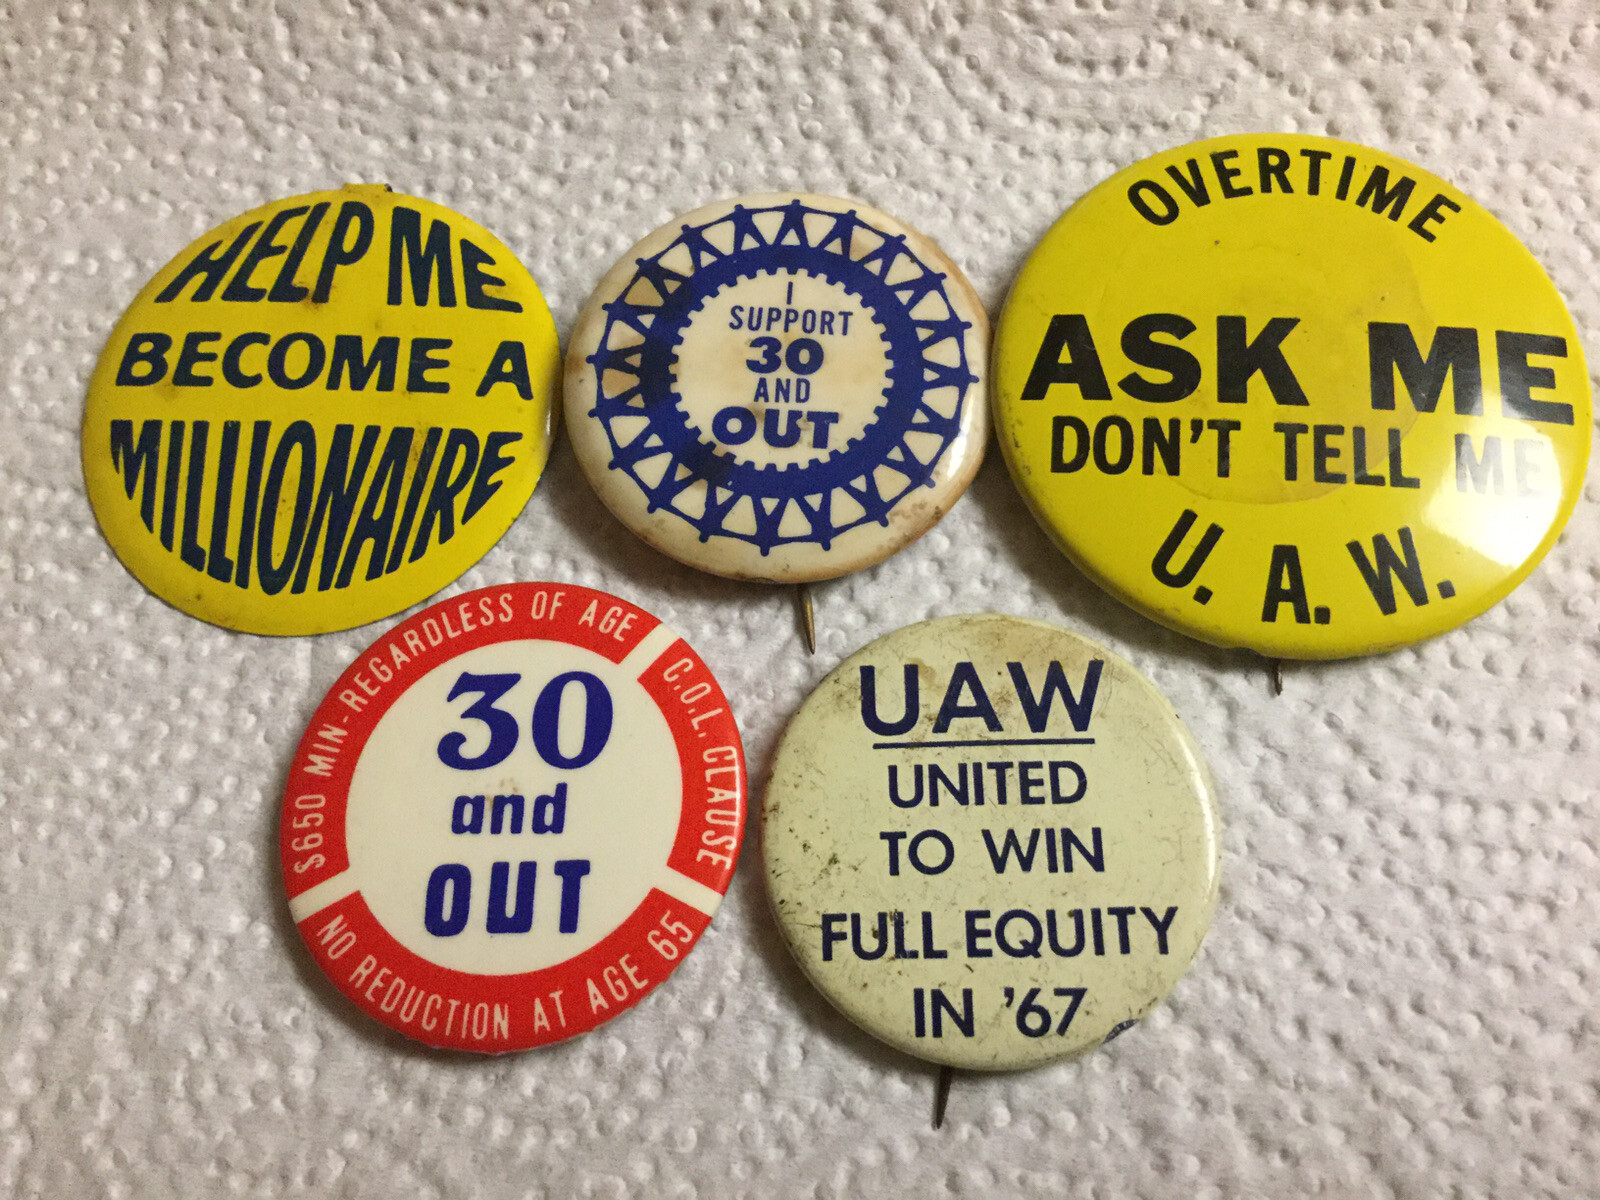 HELP ME
BECOME A
MILLIONAIRE
I
SUPPORT
30
AND
OUT
OVERTIME
ASK ME
DON'T TELL ME
U. A. W.
$650 MIN-REGARDLESS OF AGE
C.O.L. CLAUSE
NO REDUCTION AT AGE 65
30
and
OUT
UAW
UNITED
TO WIN
FULL EQUITY
IN '67